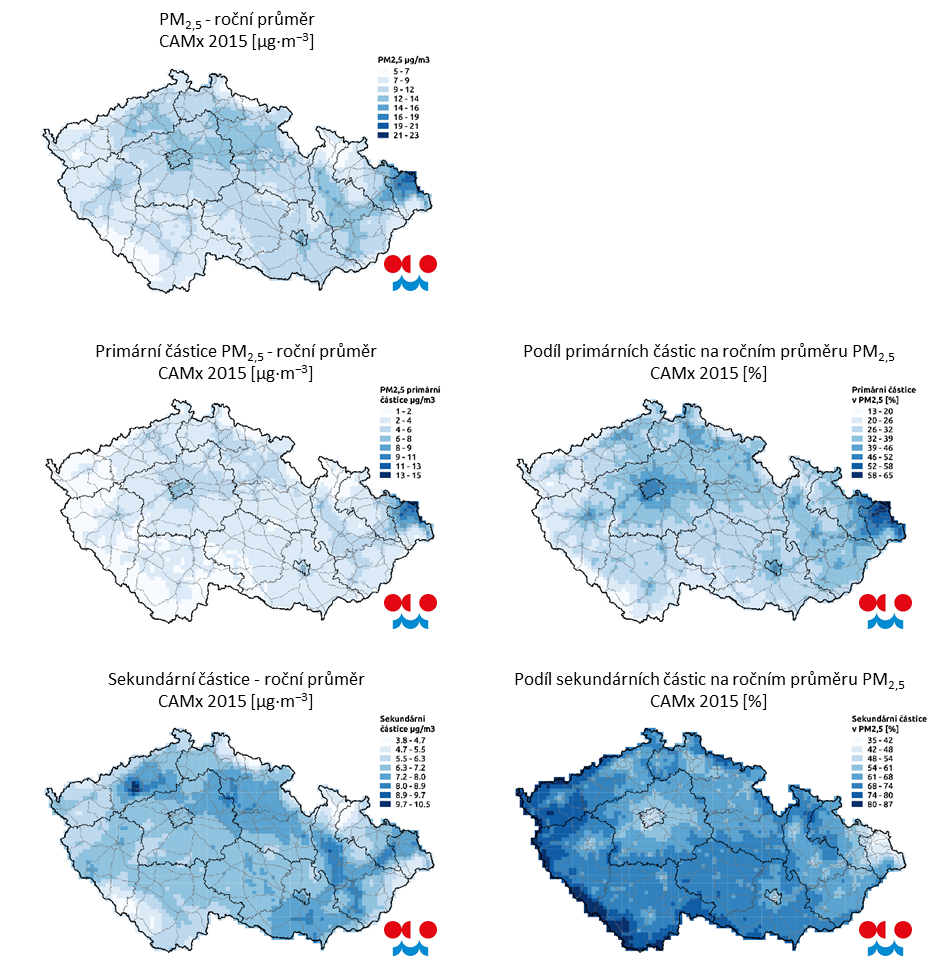 PM2,5 - roční průměr
CAMx 2015 [µg·m−3]
PM2,5 µg/m3
5 - 7
7 - 9
9 - 12
12 - 14
14 - 16
16 - 19
19 - 21
21 - 23
Primární částice PM2,5 - roční průměr
CAMx 2015 [µg·m−3]
PM2,5 primární
částice µg/m3
1 - 2
2 - 4
4 - 6
6 - 8
8 - 9
9 - 11
11 - 13
13 - 15
Podíl primárních částic na ročním průměru PM2,5
CAMx 2015 [%]
Primární částice
v PM2,5 [%]
13 - 20
20 - 26
26 - 32
32 - 39
39 - 46
46 - 52
52 - 58
58 - 65
Sekundární částice - roční průměr
CAMx 2015 [µg·m−3]
Sekundární
částice µg/m3
3.8 - 4.7
4.7 - 5.5
5.5 - 6.3
6.3 - 7.2
7.2 - 8.0
8.0 - 8.9
8.9 - 9.7
9.7 - 10.5
Podíl sekundárních částic na ročním průměru PM2,5
CAMx 2015 [%]
Sekundární částice
v PM2,5 [%]
35 - 42
42 - 48
48 - 54
54 - 61
61 - 68
68 - 74
74 - 80
80 - 87